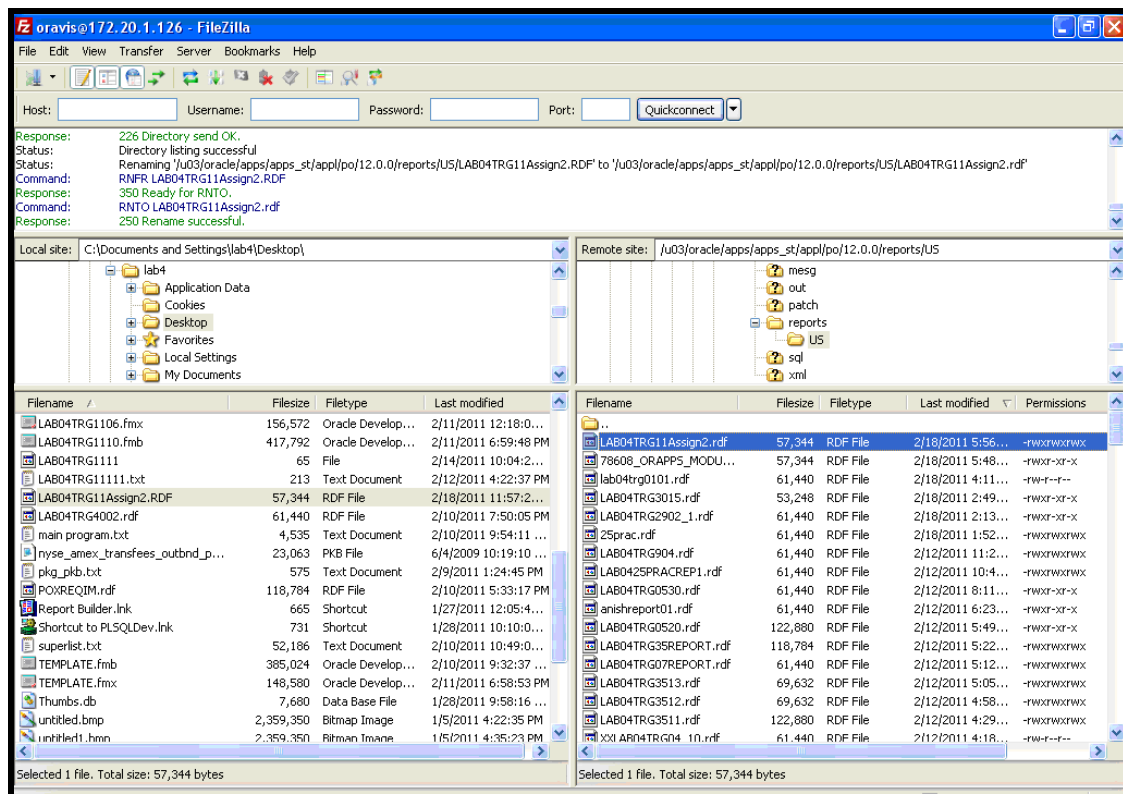 oravis@172.20.1.126 - FileZilla
File Edit View Transfer Server Bookmarks Help
Host: Username: Password: Port: Quickconnect
Response: 226 Directory send OK.
Status: Directory listing successful
Status: Renaming '/u03/oracle/apps/apps_st/appl/po/12.0.0/reports/US/LAB04TRG11Assign2.RDF' to '/u03/oracle/apps/apps_st/appl/po/12.0.0/reports/US/LAB04TRG11Assign2.rdf'
Command: RNFR LAB04TRG11Assign2.RDF
Response: 350 Ready for RNTO.
Command: RNTO LAB04TRG11Assign2.rdf
Response: 250 Rename successful.
Local site: C:\Documents and Settings\lab4\Desktop\
lab4
Application Data
Cookies
Desktop
Favorites
Local Settings
My Documents
Remote site: /u03/oracle/apps/apps_st/appl/po/12.0.0/reports/US
mesg
out
patch
reports
US
sql
xml
Filename Filesize Filetype Last modified
LAB04TRG1106.fmx 156,572 Oracle Develop... 2/11/2011 12:18:0...
LAB04TRG1110.fmb 417,792 Oracle Develop... 2/11/2011 6:59:48 PM
LAB04TRG1111 65 File 2/14/2011 10:04:2...
LAB04TRG11111.txt 213 Text Document 2/12/2011 4:22:37 PM
LAB04TRG11Assign2.RDF 57,344 RDF File 2/18/2011 11:57:2...
LAB04TRG4002.rdf 61,440 RDF File 2/10/2011 7:50:05 PM
main program.txt 4,535 Text Document 2/10/2011 9:54:11 ...
nyse_amex_transfees_outbnd_p... 23,063 PKB File 6/4/2009 10:19:10 ...
pkg_pkb.txt 575 Text Document 2/9/2011 1:24:45 PM
POXREQIM.rdf 118,784 RDF File 2/10/2011 5:33:17 PM
Report Builder.lnk 665 Shortcut 1/27/2011 12:05:4...
Shortcut to PLSQLDev.lnk 731 Shortcut 1/28/2011 10:10:0...
superlist.txt 52,186 Text Document 2/10/2011 10:49:0...
TEMPLATE.fmb 385,024 Oracle Develop... 2/10/2011 9:32:37 ...
TEMPLATE.fmx 148,580 Oracle Develop... 2/11/2011 6:58:53 PM
Thumbs.db 7,680 Data Base File 1/28/2011 9:58:16 ...
untitled.bmp 2,359,350 Bitmap Image 1/5/2011 4:22:35 PM
untitled1.bmp 2,359,350 Bitmap Image 1/5/2011 4:35:23 PM
Selected 1 file. Total size: 57,344 bytes
Filename Filesize Filetype Last modified Permissions
..
LAB04TRG11Assign2.rdf 57,344 RDF File 2/18/2011 5:56... -rwxrwxrwx
78608_ORAPPS_MODU... 57,344 RDF File 2/18/2011 5:48... -rwxr-xr-x
lab04trg0101.rdf 61,440 RDF File 2/18/2011 4:11... -rw-r--r--
LAB04TRG3015.rdf 53,248 RDF File 2/18/2011 2:49... -rwxr-xr-x
LAB04TRG2902_1.rdf 61,440 RDF File 2/18/2011 2:13... -rwxr-xr-x
25prac.rdf 61,440 RDF File 2/18/2011 1:52... -rwxrwxrwx
LAB04TRG904.rdf 61,440 RDF File 2/12/2011 11:2... -rwxrwxrwx
LAB0425PRACREP1.rdf 61,440 RDF File 2/12/2011 10:4... -rwxrwxrwx
LAB04TRG0530.rdf 61,440 RDF File 2/12/2011 8:11... -rwxr-xr-x
anishreport01.rdf 61,440 RDF File 2/12/2011 6:23... -rwxr-xr-x
LAB04TRG0520.rdf 122,880 RDF File 2/12/2011 5:49... -rwxr-xr-x
LAB04TRG35REPORT.rdf 118,784 RDF File 2/12/2011 5:22... -rwxrwxrwx
LAB04TRG07REPORT.rdf 61,440 RDF File 2/12/2011 5:12... -rwxrwxrwx
LAB04TRG3513.rdf 69,632 RDF File 2/12/2011 5:05... -rwxrwxrwx
LAB04TRG3512.rdf 69,632 RDF File 2/12/2011 4:58... -rwxrwxrwx
LAB04TRG3511.rdf 122,880 RDF File 2/12/2011 4:29... -rwxrwxrwx
XXLAB04TRG04_10.rdf 61,440 RDF File 2/12/2011 4:18... -rw-r--r--
Selected 1 file. Total size: 57,344 bytes